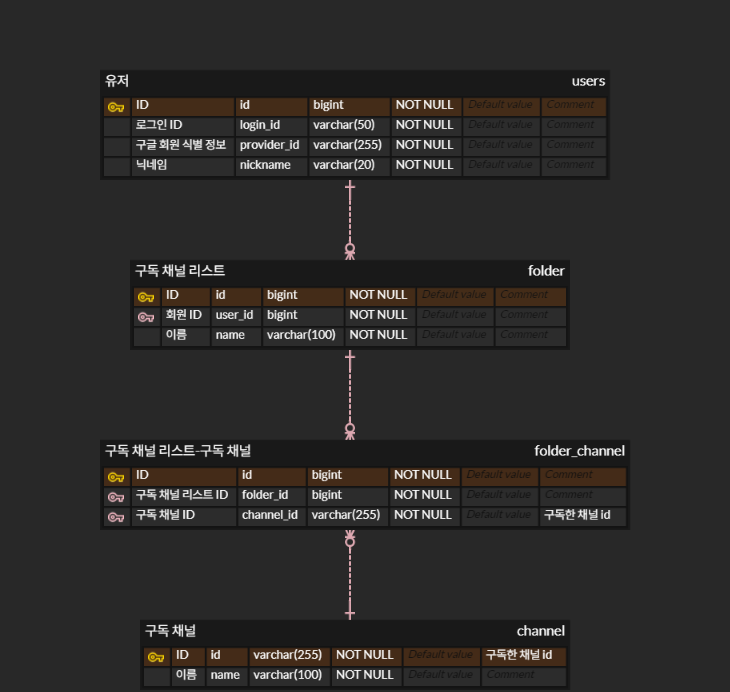 유저 users
ID id bigint NOT NULL Default value Comment
로그인 ID login_id varchar(50) NOT NULL Default value Comment
구글 회원 식별 정보 provider_id varchar(255) NOT NULL Default value Comment
닉네임 nickname varchar(20) NOT NULL Default value Comment
구독 채널 리스트 folder
ID id bigint NOT NULL Default value Comment
회원 ID user_id bigint NOT NULL Default value Comment
이름 name varchar(100) NOT NULL Default value Comment
구독 채널 리스트-구독 채널 folder_channel
ID id bigint NOT NULL Default value Comment
구독 채널 리스트 ID folder_id bigint NOT NULL Default value Comment
구독 채널 ID channel_id varchar(255) NOT NULL Default value 구독한 채널 id
구독 채널 channel
ID id varchar(255) NOT NULL Default value 구독한 채널 id
이름 name varchar(100) NOT NULL Default value Comment